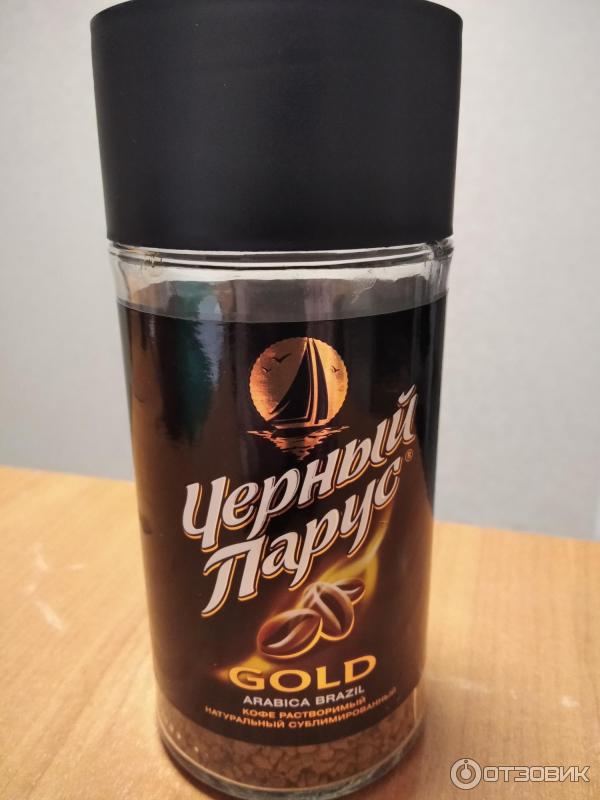 Черный
Парус®
GOLD
ARABICA BRAZIL
КОФЕ РАСТВОРИМЫЙ
НАТУРАЛЬНЫЙ СУБЛИМИРОВАННЫЙ
ОТЗОВИК